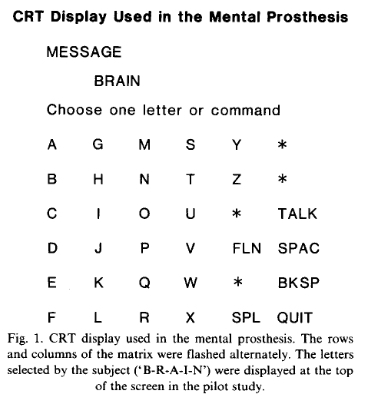 CRT Display Used in the Mental Prosthesis
MESSAGE
BRAIN
Choose one letter or command
A G M S Y *
B H N T Z *
C I O U * TALK
D J P V FLN SPAC
E K Q W * BKSP
F L R X SPL QUIT
Fig. 1. CRT display used in the mental prosthesis. The rows
and columns of the matrix were flashed alternately. The letters
selected by the subject (‘B-R-A-I-N’) were displayed at the top
of the screen in the pilot study.